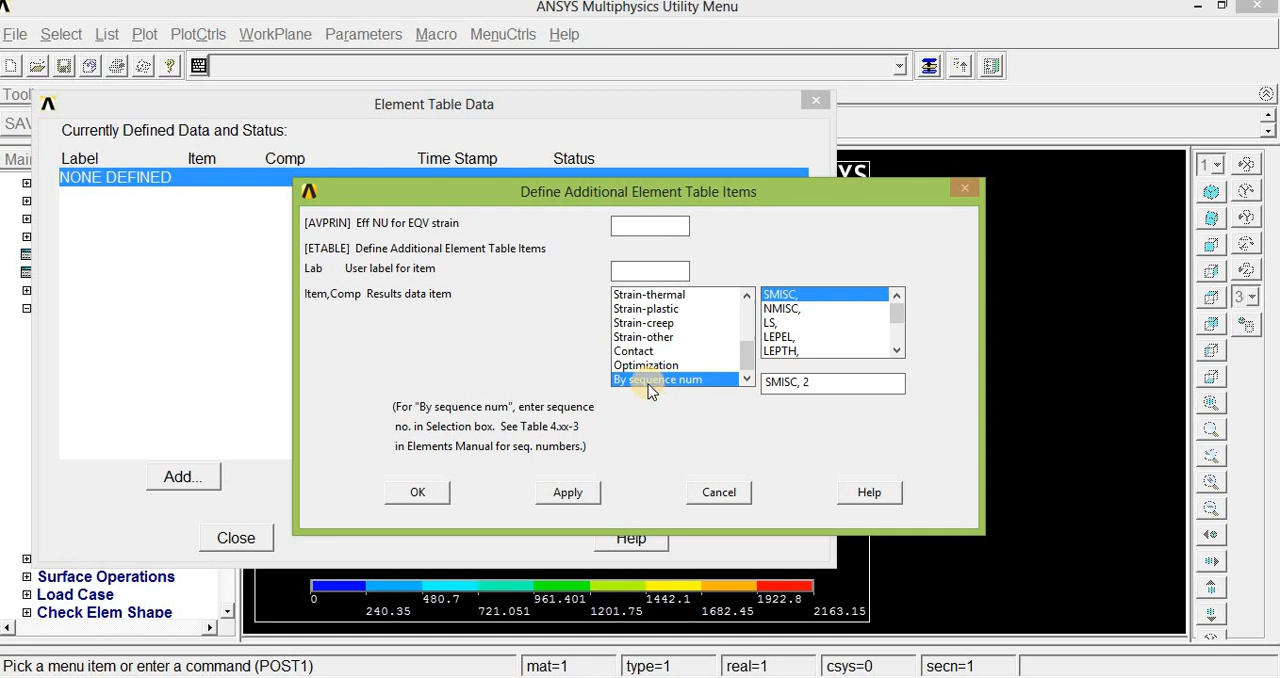 ANSYS Multiphysics Utility Menu
File Select List Plot PlotCtrls WorkPlane Parameters Macro MenuCtrls Help
Tool
SAV
Element Table Data
Currently Defined Data and Status:
Label Item Comp Time Stamp Status
NONE DEFINED
Add...
Close
Help
Main
YS
Define Additional Element Table Items
[AVPRIN] Eff NU for EQV strain
[ETABLE] Define Additional Element Table Items
Lab User label for item
Item,Comp Results data item
Strain-thermal
Strain-plastic
Strain-creep
Strain-other
Contact
Optimization
By sequence num
SMISC,
NMISC,
LS,
LEPEL,
LEPTH,
SMISC, 2
(For "By sequence num", enter sequence
no. in Selection box. See Table 4.xx-3
in Elements Manual for seq. numbers.)
OK Apply Cancel Help
1
3
Surface Operations
Load Case
Check Elem Shape
0 480.7 961.401 1442.1 1922.8
240.35 721.051 1201.75 1682.45 2163.15
Pick a menu item or enter a command (POST1) mat=1 type=1 real=1 csys=0 secn=1